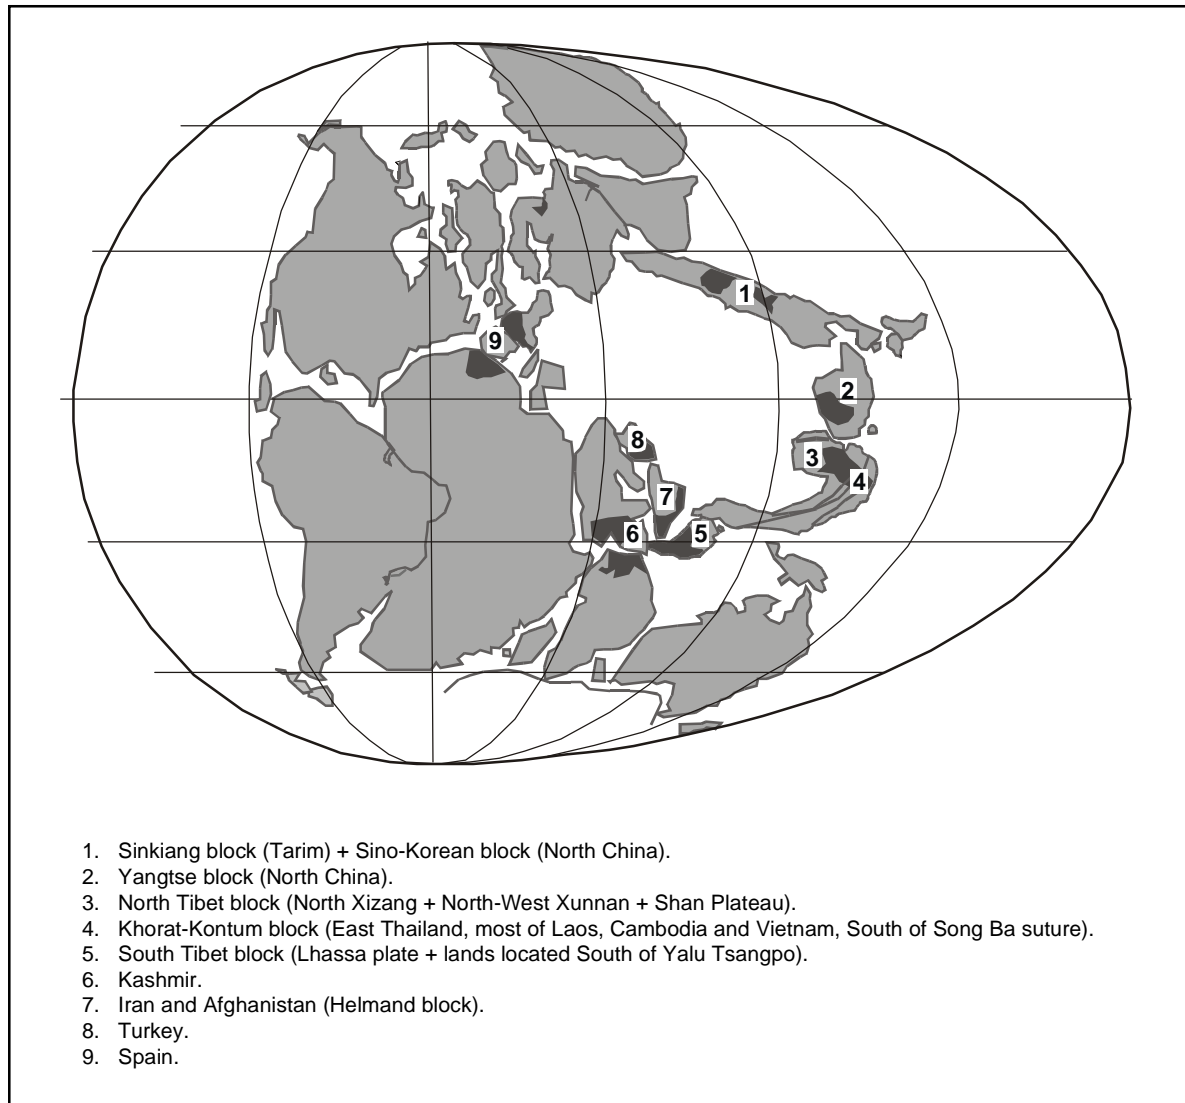 1
2
3
4
5
6
7
8
9
1. Sinkiang block (Tarim) + Sino-Korean block (North China).
2. Yangtse block (North China).
3. North Tibet block (North Xizang + North-West Xunnan + Shan Plateau).
4. Khorat-Kontum block (East Thailand, most of Laos, Cambodia and Vietnam, South of Song Ba suture).
5. South Tibet block (Lhassa plate + lands located South of Yalu Tsangpo).
6. Kashmir.
7. Iran and Afghanistan (Helmand block).
8. Turkey.
9. Spain.